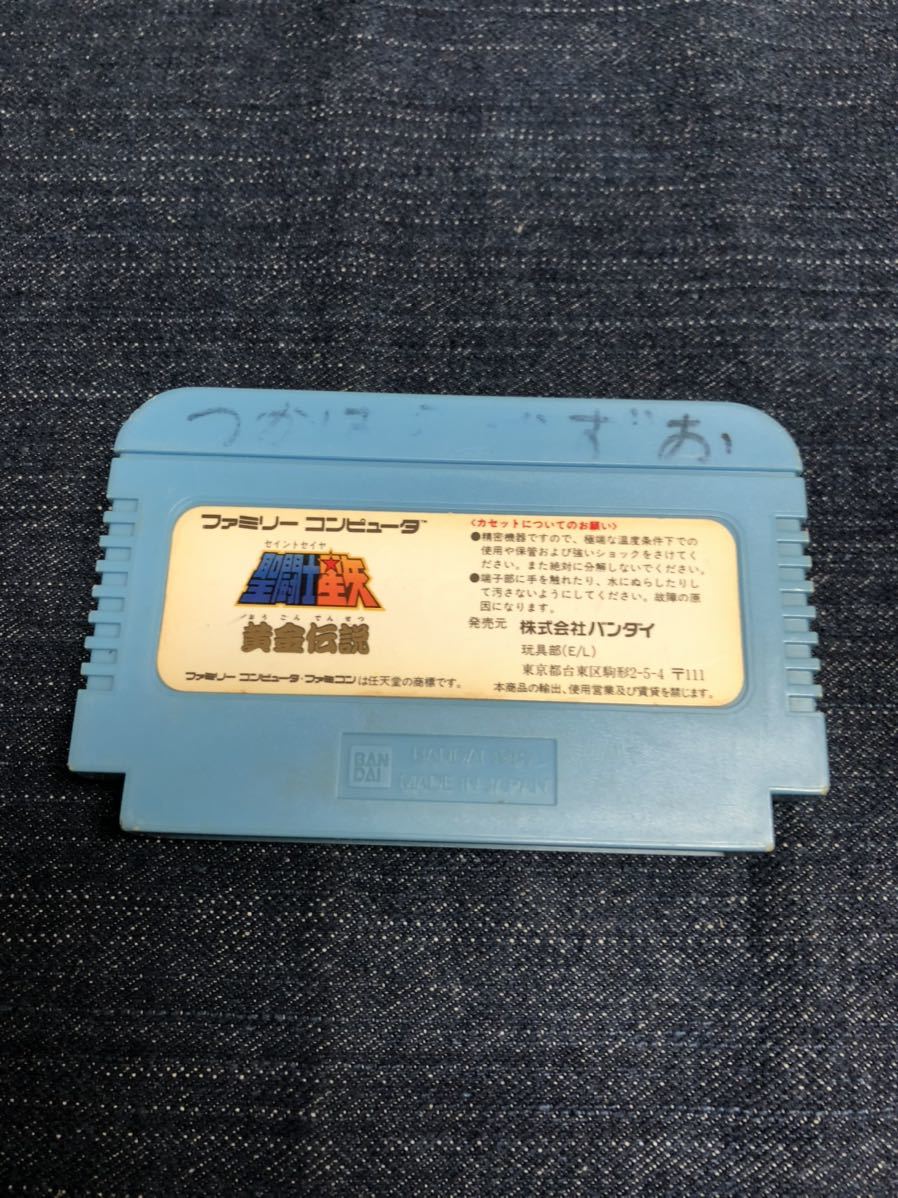 つかは ずお
ファミリー コンピュータ™
セイントセイヤ
聖闘士星矢
おうごんでんせつ
黄金伝説
ファミリー コンピュータ・ファミコンは任天堂の商標です。
〈カセットについてのお願い〉
●精密機器ですので、極端な温度条件下での
使用や保管および強いショックをさけてく
ださい。また絶対に分解しないでください。
●端子部に手を触れたり、水にぬらしたりし
て汚さないようにしてください。故障の原
因になります。
発売元 株式会社バンダイ
玩具部(E/L)
東京都台東区駒形2-5-4 〒111
本商品の輸出、使用営業及び賃貸を禁じます。
BAN
DAI
BANDAI 1987
MADE IN JAPAN